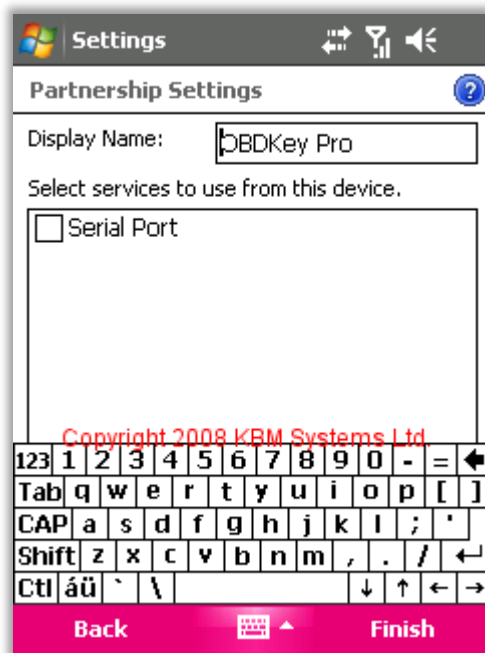 Settings
Partnership Settings
?
Display Name:
OBDKey Pro
Select services to use from this device.
Serial Port
Copyright 2008 KBM Systems Ltd.
123 1 2 3 4 5 6 7 8 9 0 - =
Tab q w e r t y u i o p [ ]
CAP a s d f g h j k l ; '
Shift z x c v b n m , . /
Ctl áü ` \
Back
Finish